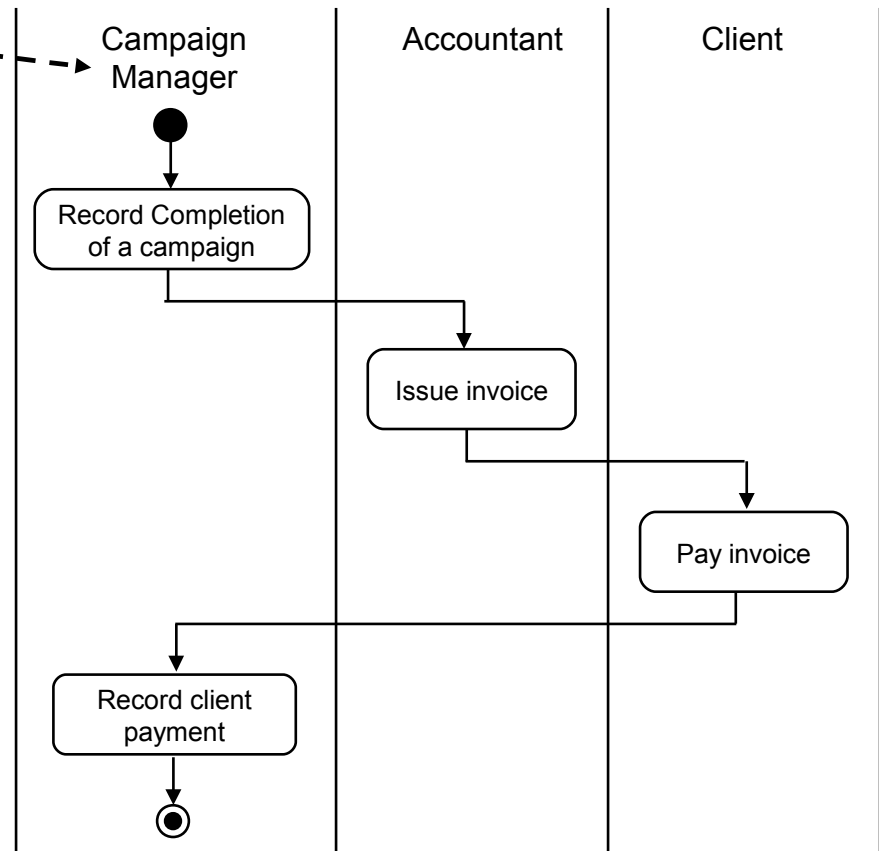 Campaign
Manager
Accountant
Client
Record Completion
of a campaign
Issue invoice
Pay invoice
Record client
payment